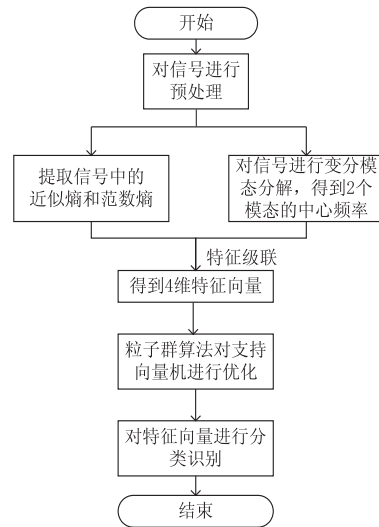 开始
对信号进行
预处理
提取信号中的
近似熵和范数熵
对信号进行变分模
态分解，得到2个
模态的中心频率
特征级联
得到4维特征向量
粒子群算法对支持
向量机进行优化
对特征向量进行分
类识别
结束